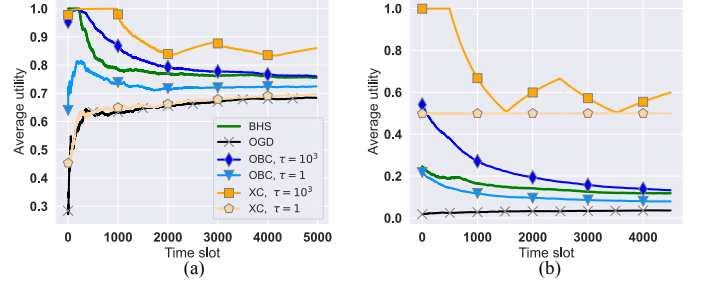 Average utility
1.0
0.9
0.8
0.7
0.6
0.5
0.4
0.3
BHS
OGD
OBC, τ = 10³
OBC, τ = 1
XC, τ = 10³
XC, τ = 1
0 1000 2000 3000 4000 5000
Time slot
(a)
Average utility
1.0
0.8
0.6
0.4
0.2
0.0
0 1000 2000 3000 4000
Time slot
(b)